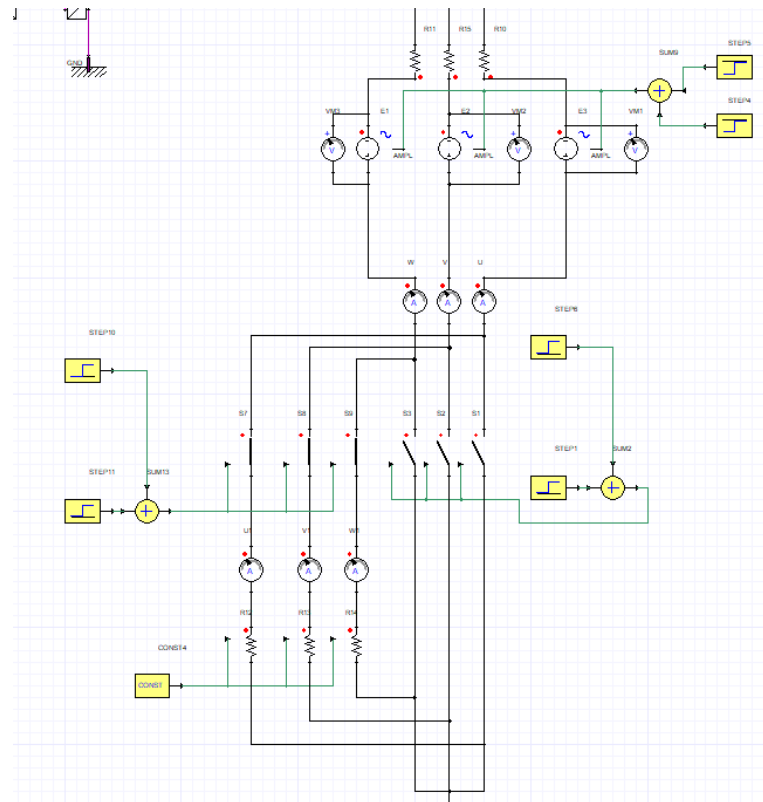 R11 R15 R10
STEP5
SUM9
GND
STEP4
VM3 E1 E2 VM2 E3 VM1
V V V
AMPL AMPL AMPL
W V U
A A A
STEP6
STEP10
S7 S8 S9 S3 S2 S1
STEP11 SUM13 STEP1 SUM2
U1 V1 W1
A A A
R12 R13 R14
CONST4
CONST